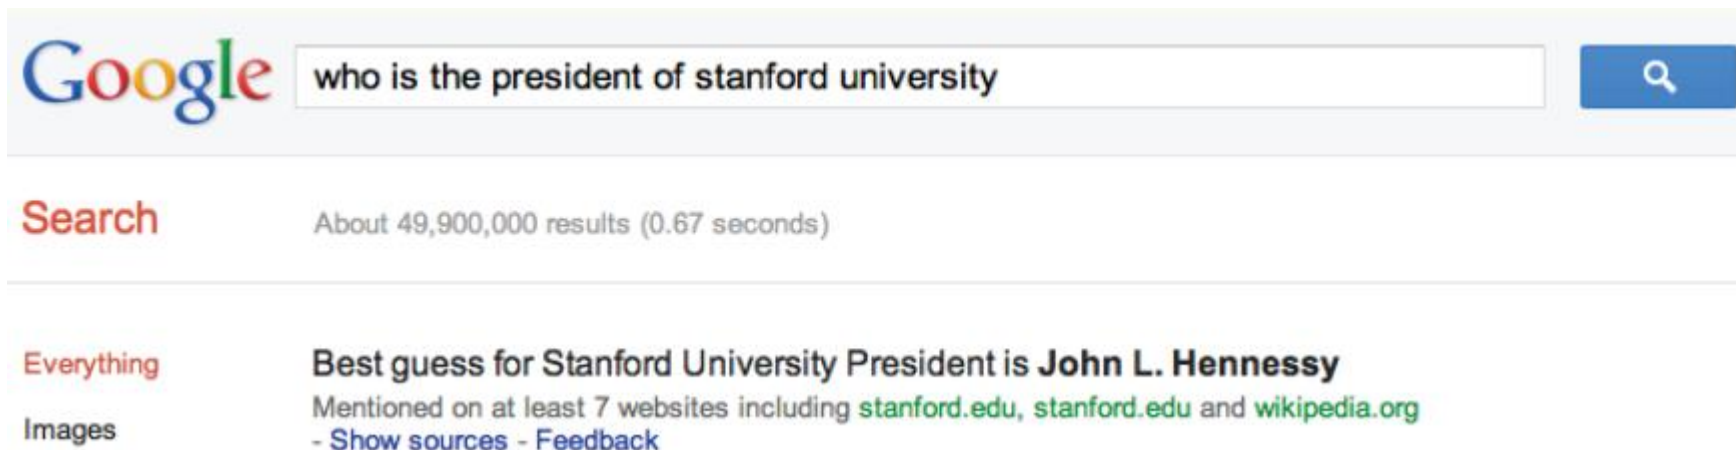 Google who is the president of stanford university
Search About 49,900,000 results (0.67 seconds)
Everything Best guess for Stanford University President is John L. Hennessy
Mentioned on at least 7 websites including stanford.edu, stanford.edu and wikipedia.org
Images - Show sources - Feedback